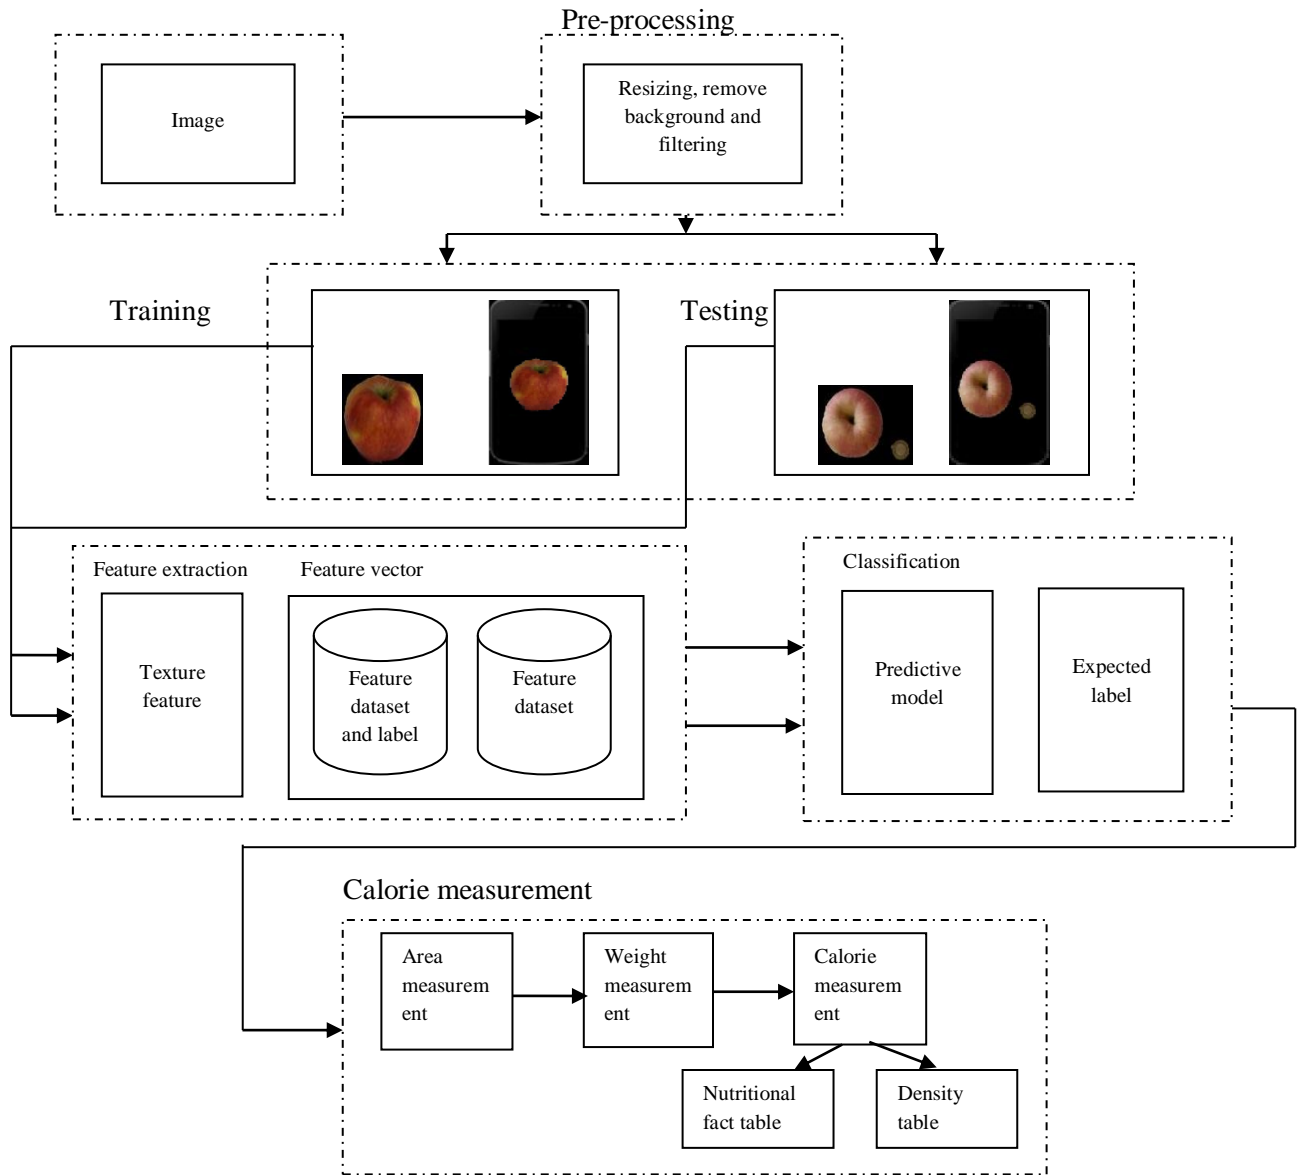 Pre-processing
Image
Resizing, remove
background and
filtering
Training
Testing
Feature extraction
Feature vector
Texture
feature
Feature
dataset
and label
Feature
dataset
Classification
Predictive
model
Expected
label
Calorie measurement
Area
measurem
ent
Weight
measurem
ent
Calorie
measurem
ent
Nutritional
fact table
Density
table